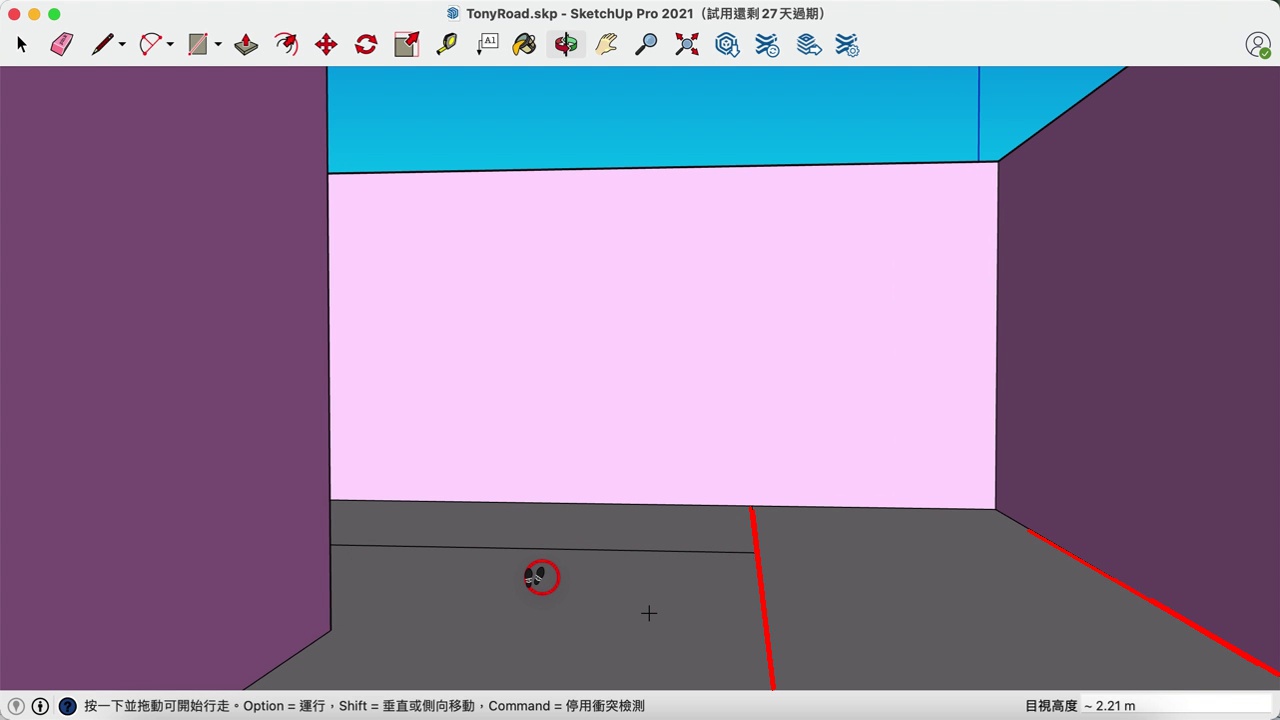 TonyRoad.skp - SketchUp Pro 2021（試用還剩 27 天過期）
A1
按一下並拖動可開始行走。Option = 運行，Shift = 垂直或側向移動，Command = 停用衝突檢測
目視高度 ~ 2.21 m